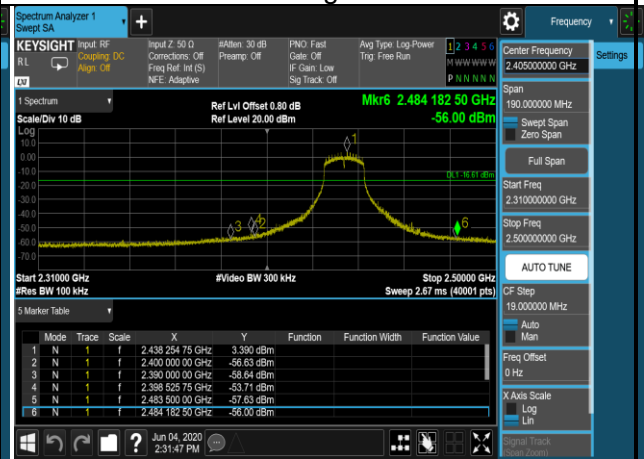 Spectrum Analyzer 1
Swept SA
Frequency
KEYSIGHT
RL
LXI
Input: RF
Coupling: DC
Align: Off
Input Z: 50 Ω
Corrections: Off
Freq Ref: Int (S)
NFE: Adaptive
#Atten: 30 dB
Preamp: Off
PNO: Fast
Gate: Off
IF Gain: Low
Sig Track: Off
Avg Type: Log-Power
Trig: Free Run
1 2 3 4 5 6
M W W W W W
P N N N N N
Center Frequency
2.405000000 GHz
Settings
Span
190.000000 MHz
Swept Span
Zero Span
Full Span
Start Freq
2.310000000 GHz
Stop Freq
2.500000000 GHz
AUTO TUNE
CF Step
19.000000 MHz
Auto
Man
Freq Offset
0 Hz
X Axis Scale
Log
Lin
Signal Track
(Span Zoom)
1 Spectrum
Scale/Div 10 dB
Ref Lvl Offset 0.80 dB
Ref Level 20.00 dBm
Mkr6 2.484 182 50 GHz
-56.00 dBm
Log
10.0
0.00
-10.0
-20.0
-30.0
-40.0
-50.0
-60.0
-70.0
1
DL1 -16.61 dBm
3
4
2
6
Start 2.31000 GHz
#Res BW 100 kHz
#Video BW 300 kHz
Stop 2.50000 GHz
Sweep 2.67 ms (40001 pts)
5 Marker Table
Mode Trace Scale X Y Function Function Width Function Value
1 N 1 f 2.438 254 75 GHz 3.390 dBm
2 N 1 f 2.400 000 00 GHz -56.63 dBm
3 N 1 f 2.390 000 00 GHz -58.64 dBm
4 N 1 f 2.398 525 75 GHz -53.71 dBm
5 N 1 f 2.483 500 00 GHz -57.63 dBm
6 N 1 f 2.484 182 50 GHz -56.00 dBm
?
Jun 04, 2020
2:31:47 PM